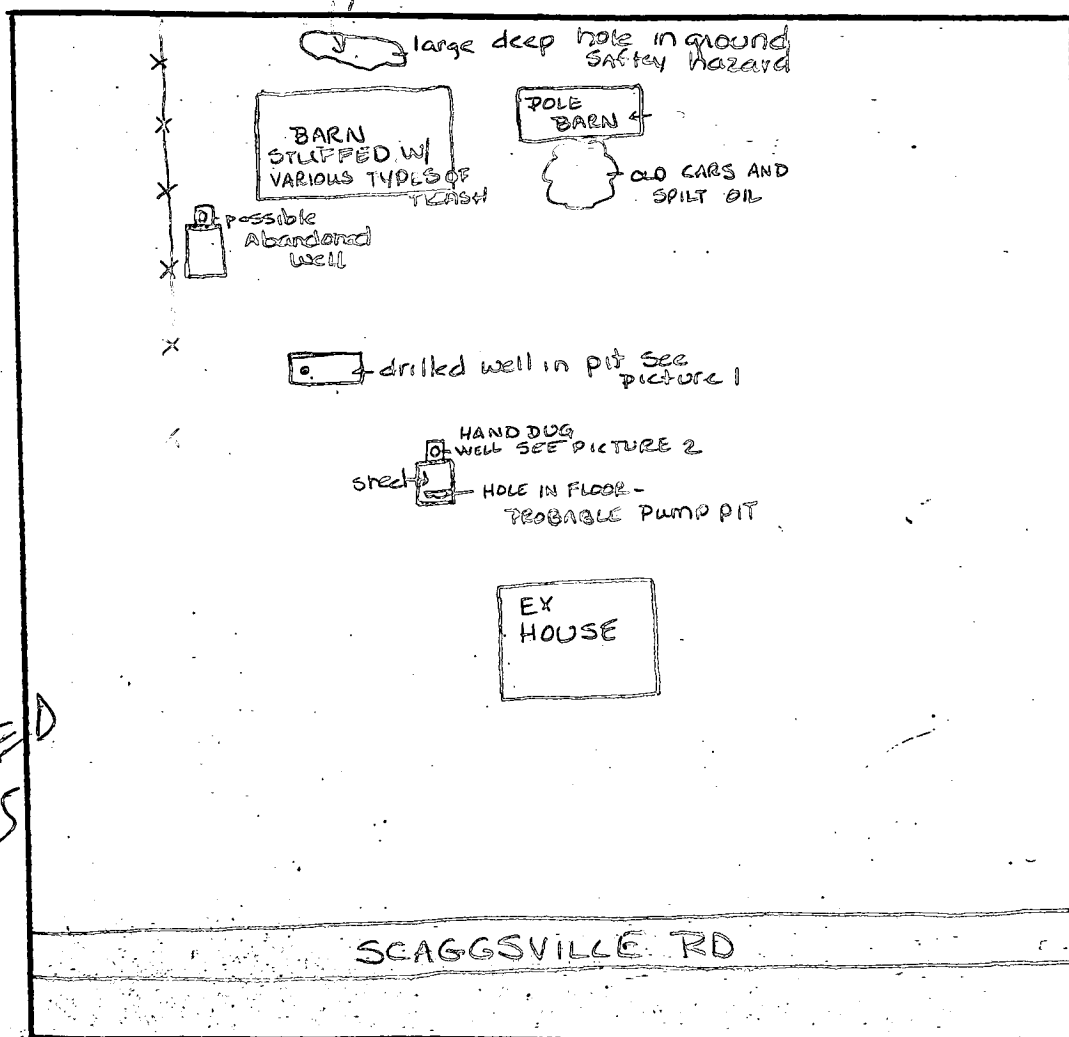 large deep hole in ground
Saftey Hazard
POLE
BARN
BARN
STUFFED W/
VARIOUS TYPES OF
TRASH
OLD CARS AND
SPILT OIL
possible
Abandoned
well
drilled well in pit See
picture 1
HAND DUG
WELL SEE PICTURE 2
shed
HOLE IN FLOOR -
PROBABLE PUMP PIT
EX
HOUSE
SCAGGSVILLE RD